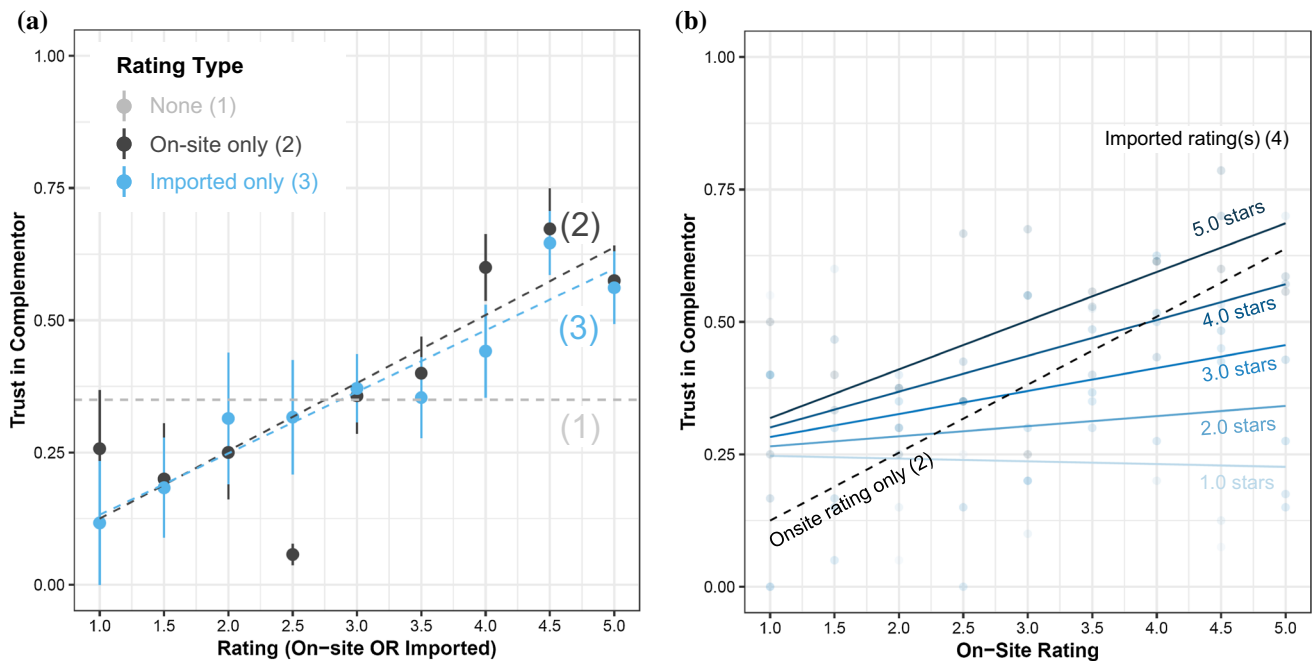 (a)
Rating Type
None (1)
On-site only (2)
Imported only (3)
1.00
0.75
0.50
0.25
0.00
Trust in Complementor
(2)
(3)
(1)
1.0 1.5 2.0 2.5 3.0 3.5 4.0 4.5 5.0
Rating (On−site OR Imported)
(b)
1.00
0.75
0.50
0.25
0.00
Trust in Complementor
Imported rating(s) (4)
5.0 stars
4.0 stars
3.0 stars
2.0 stars
1.0 stars
Onsite rating only (2)
1.0 1.5 2.0 2.5 3.0 3.5 4.0 4.5 5.0
On−Site Rating